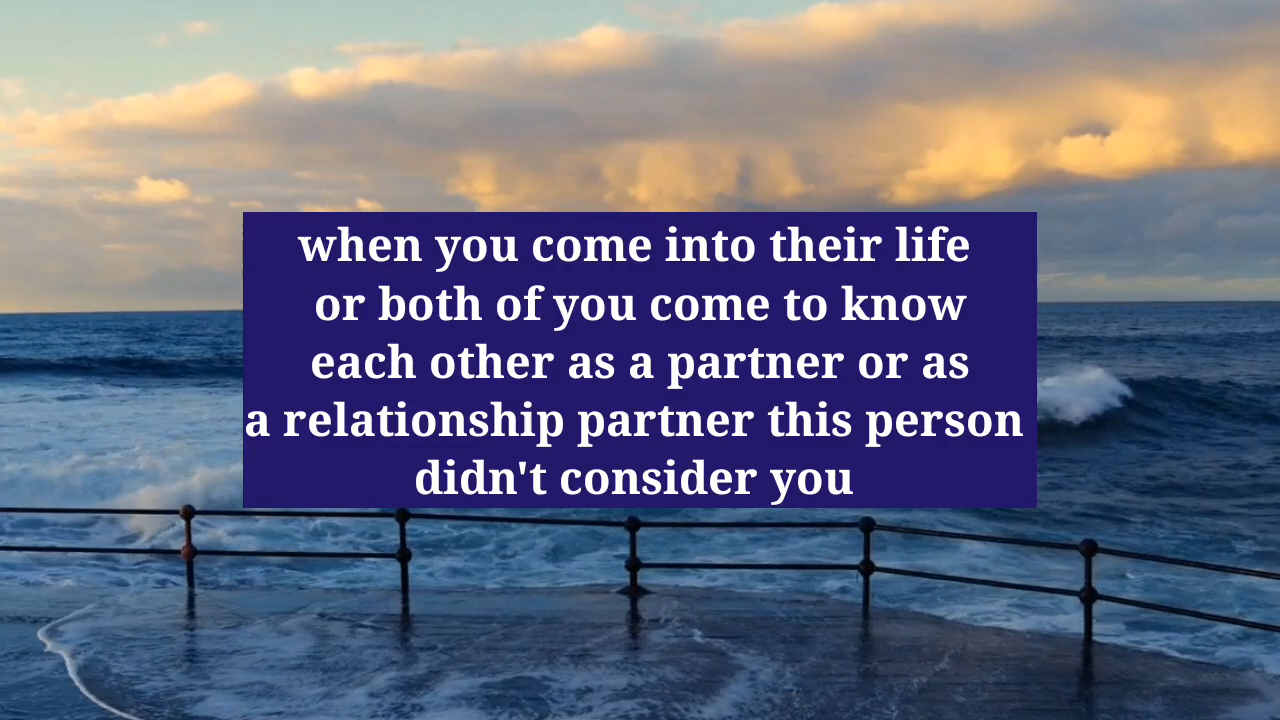 when you come into their life
or both of you come to know
each other as a partner or as
a relationship partner this person
didn't consider you